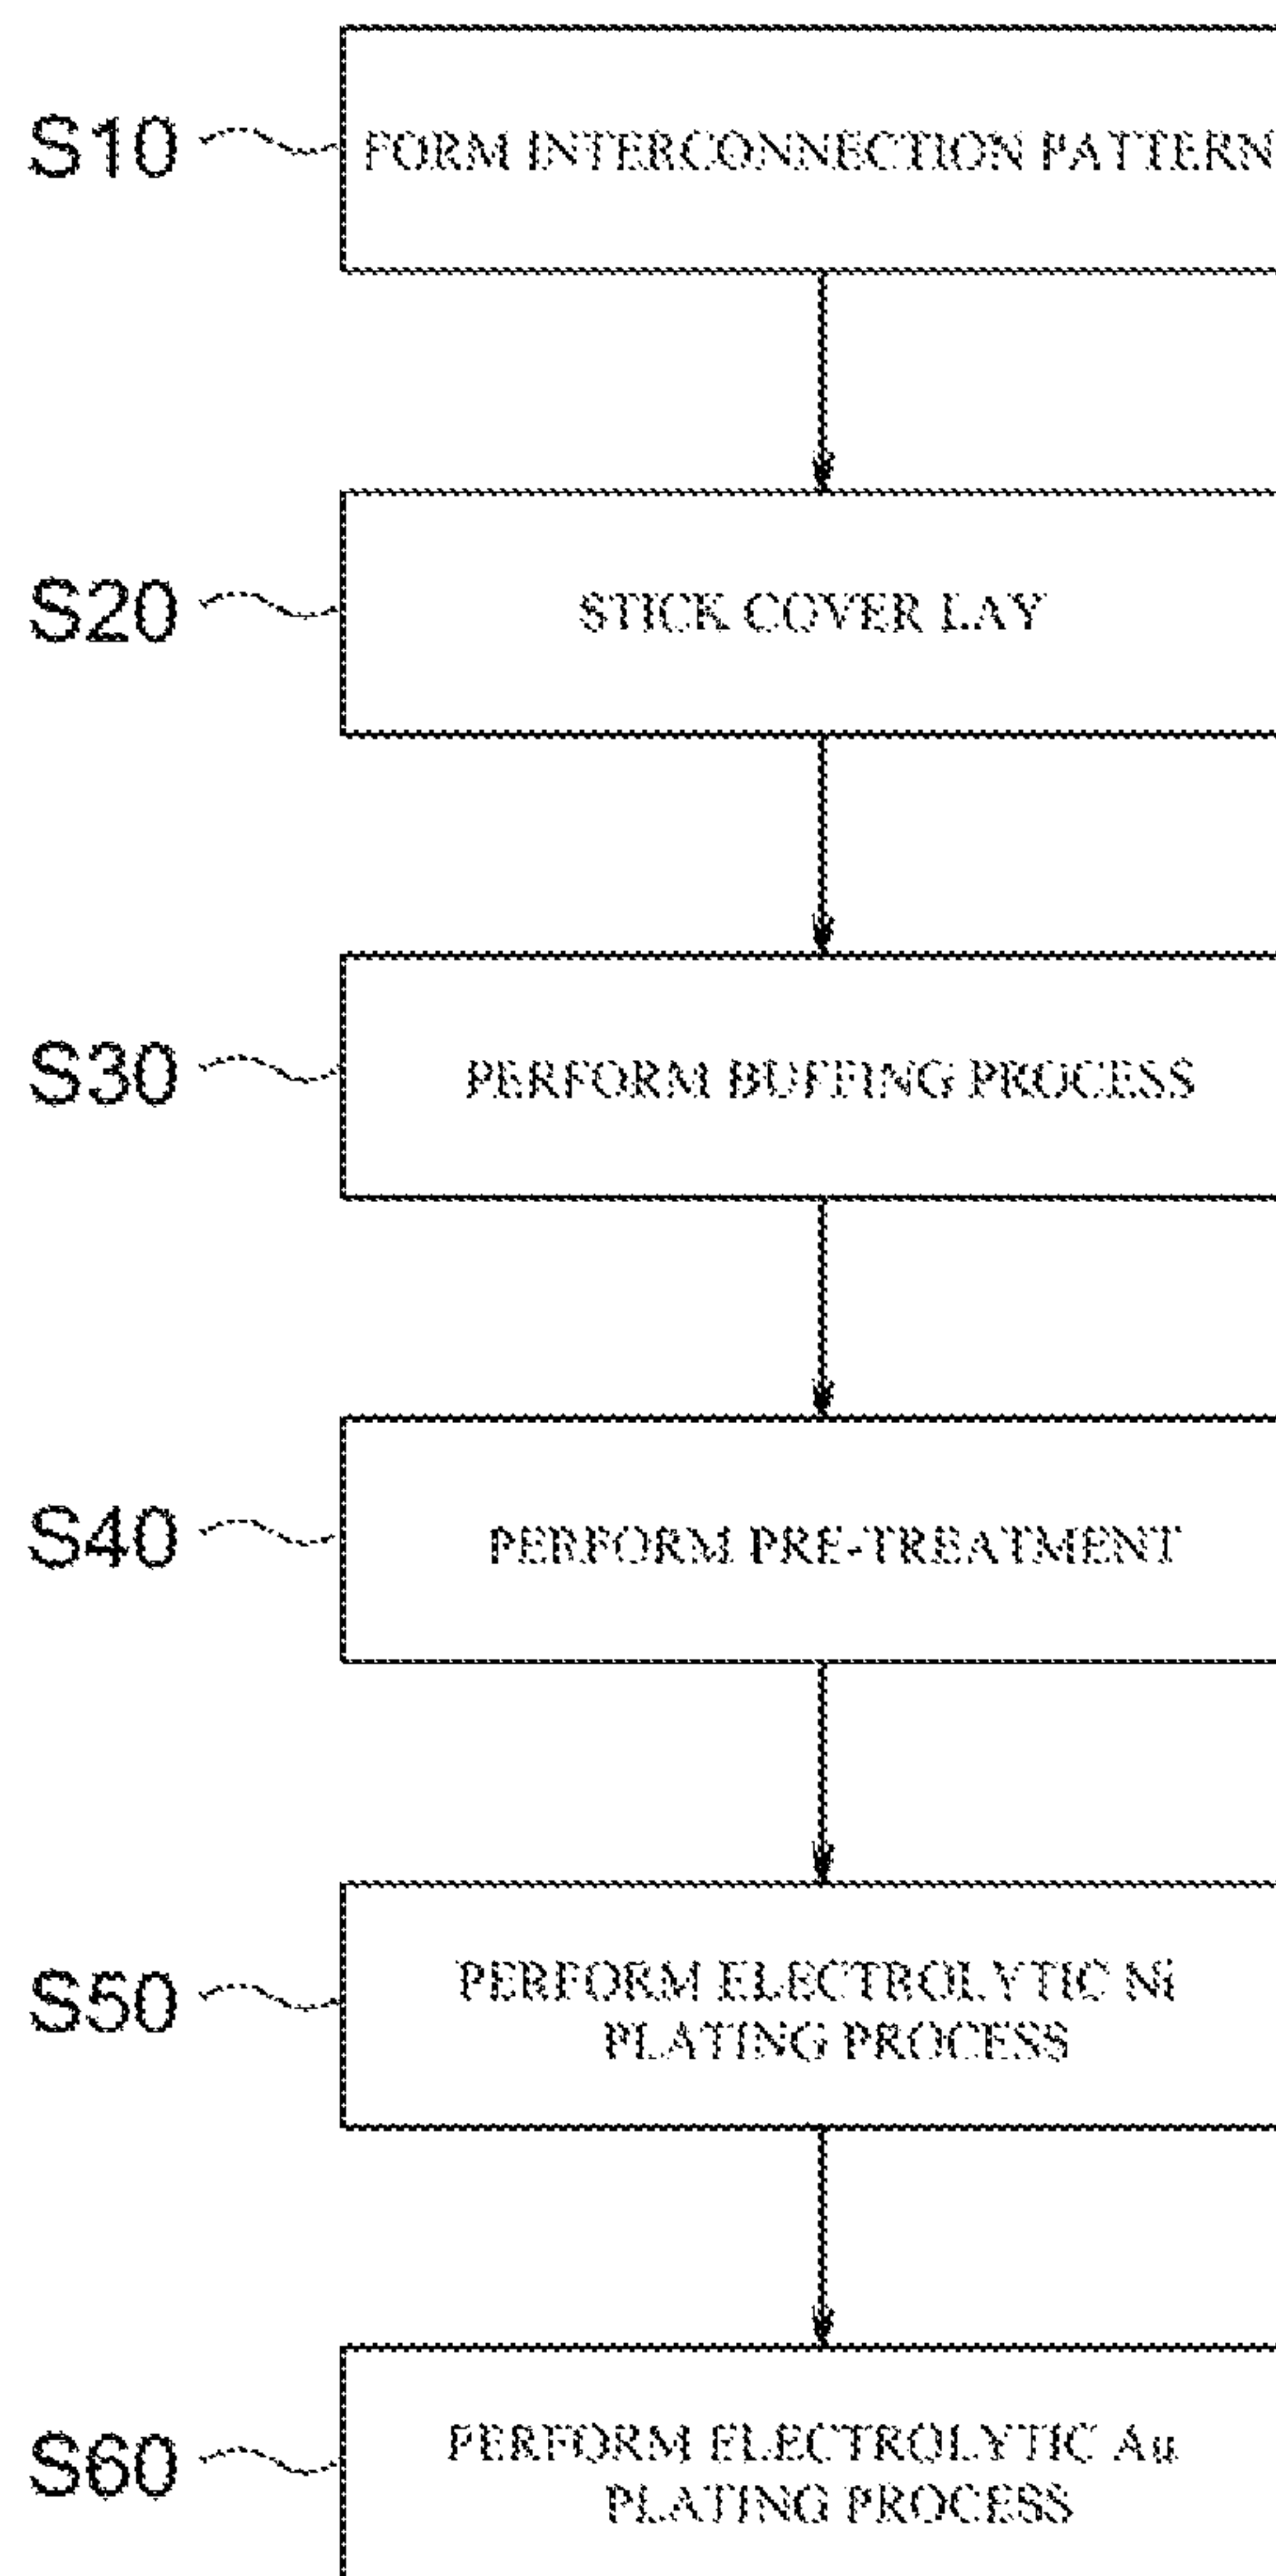 S10
FORM INTERCONNECTION PATTERN
S20
STICK COVER LAY
S30
PERFORM BUFFING PROCESS
S40
PERFORM PRE-TREATMENT
S50
PERFORM ELECTROLYTIC Ni
PLATING PROCESS
S60
PERFORM ELECTROLYTIC Au
PLATING PROCESS